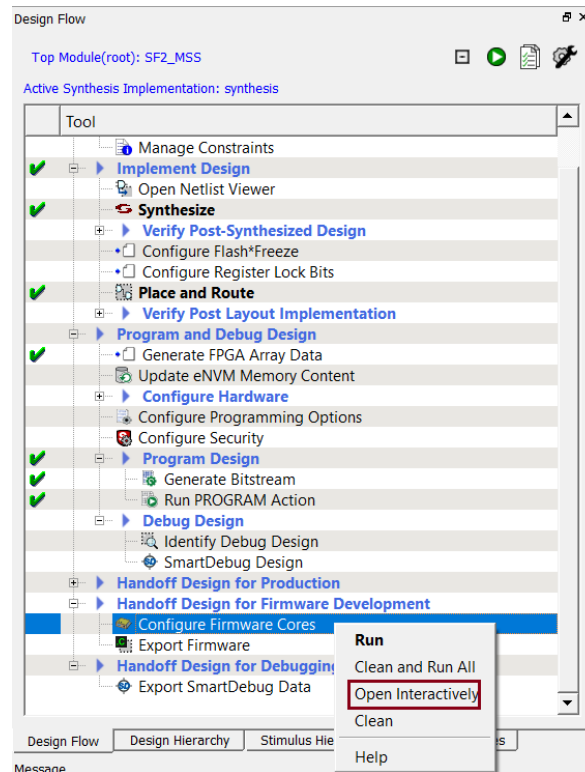 Design Flow
Top Module(root): SF2_MSS
Active Synthesis Implementation: synthesis
Tool
Manage Constraints
Implement Design
Open Netlist Viewer
Synthesize
Verify Post-Synthesized Design
Configure Flash*Freeze
Configure Register Lock Bits
Place and Route
Verify Post Layout Implementation
Program and Debug Design
Generate FPGA Array Data
Update eNVM Memory Content
Configure Hardware
Configure Programming Options
Configure Security
Program Design
Generate Bitstream
Run PROGRAM Action
Debug Design
Identify Debug Design
SmartDebug Design
Handoff Design for Production
Handoff Design for Firmware Development
Configure Firmware Cores
Export Firmware
Handoff Design for Debugging
Export SmartDebug Data
Run
Clean and Run All
Open Interactively
Clean
Help
Design Flow Design Hierarchy Stimulus Hie es
Message